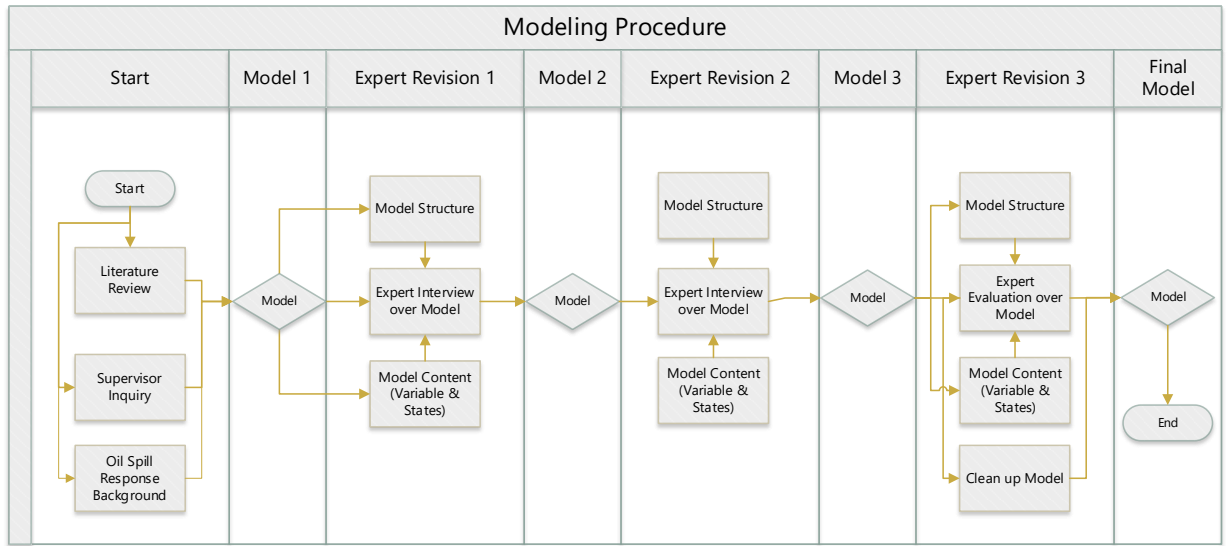 Modeling Procedure
Start
Model 1
Expert Revision 1
Model 2
Expert Revision 2
Model 3
Expert Revision 3
Final
Model
Start
Literature
Review
Supervisor
Inquiry
Oil Spill
Response
Background
Model
Model Structure
Expert Interview
over Model
Model Content
(Variable &
States)
Model
Model Structure
Expert Interview
over Model
Model Content
(Variable &
States)
Model
Model Structure
Expert
Evaluation over
Model
Model Content
(Variable &
States)
Clean up Model
Model
End